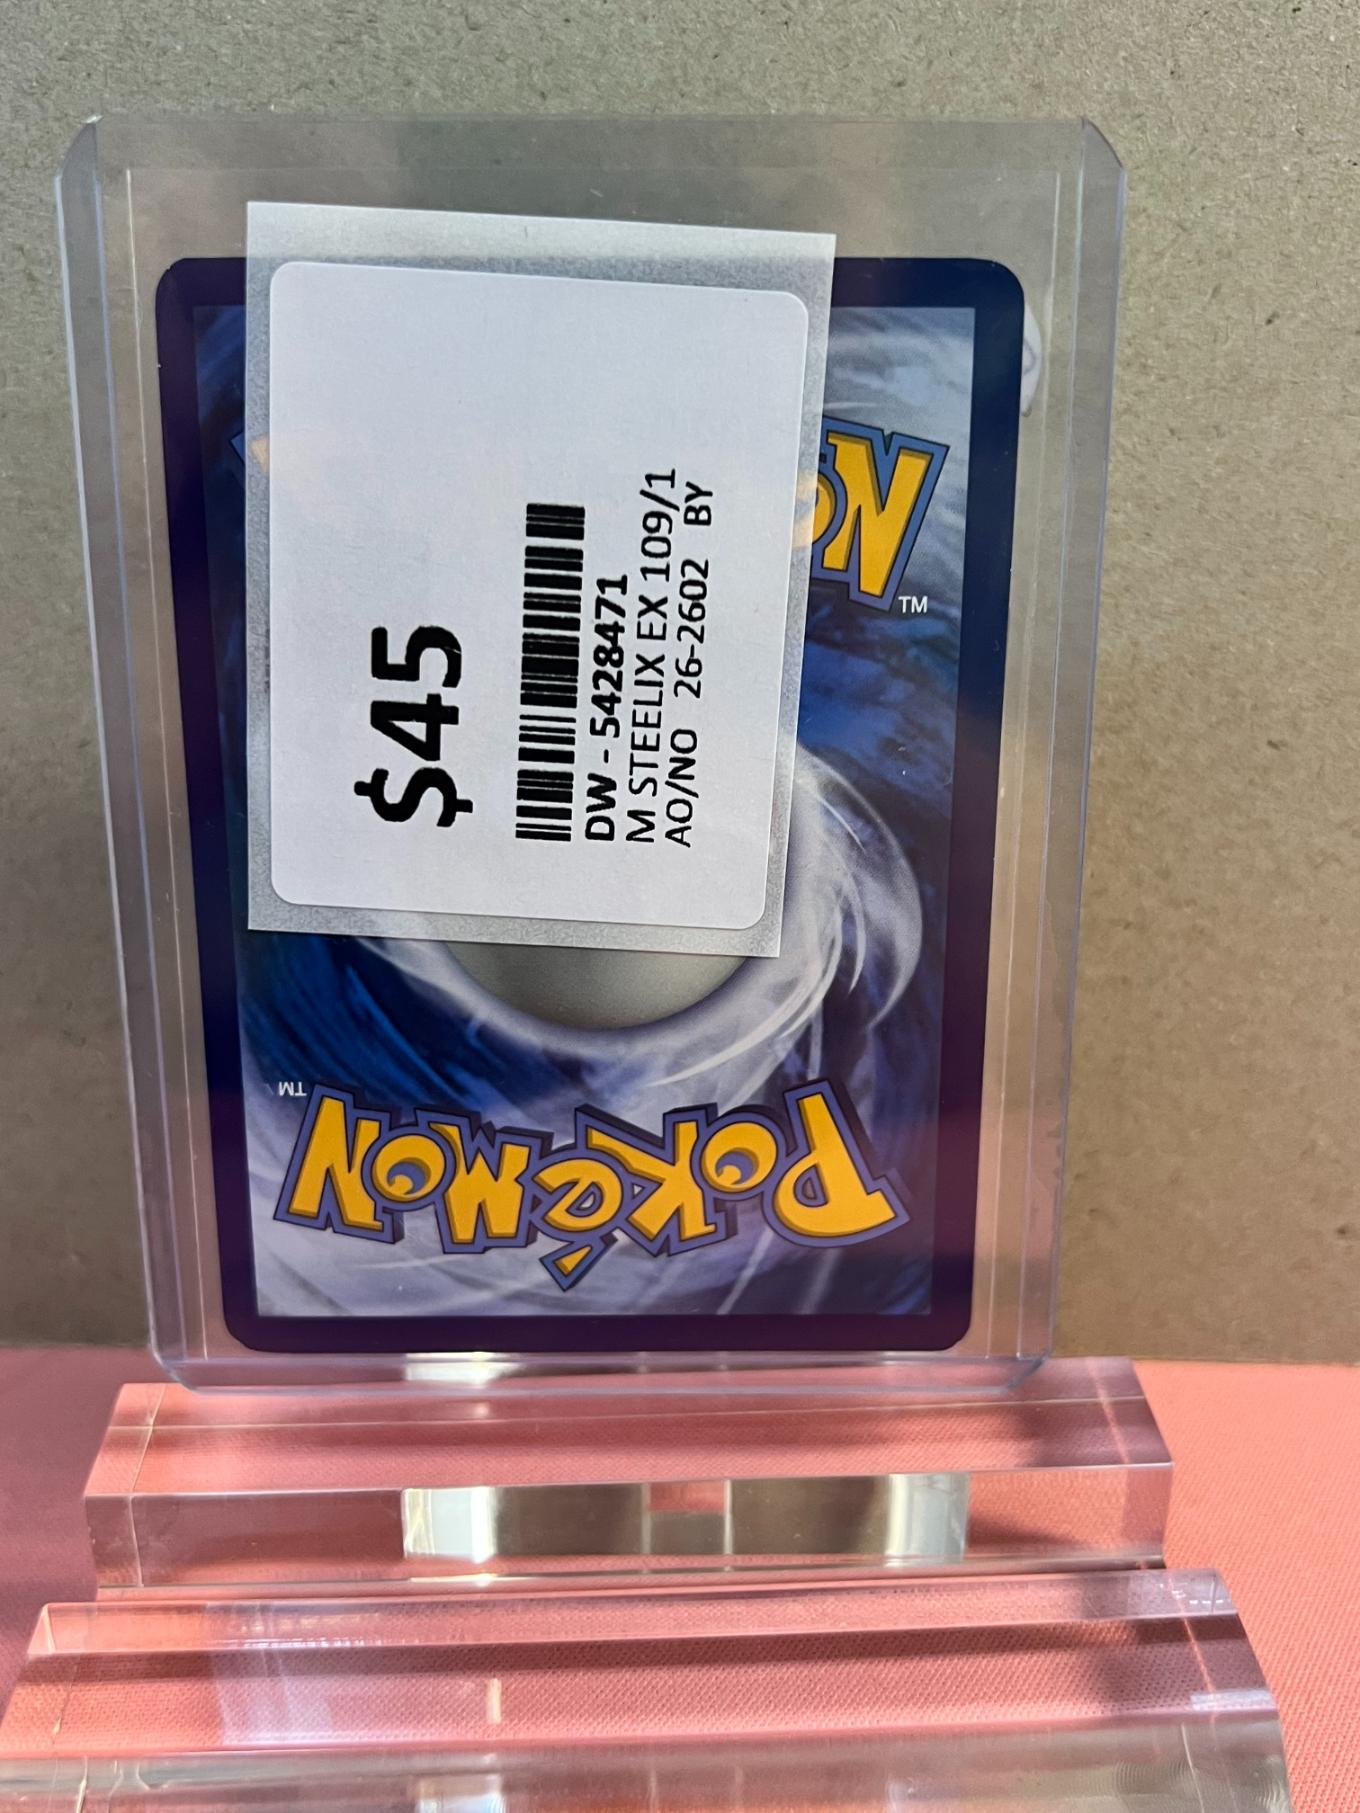 $45
DW - 5428471
M STEELIX EX 109/1
AO/NO 26-2602 BY
TM
POKéMON
TM